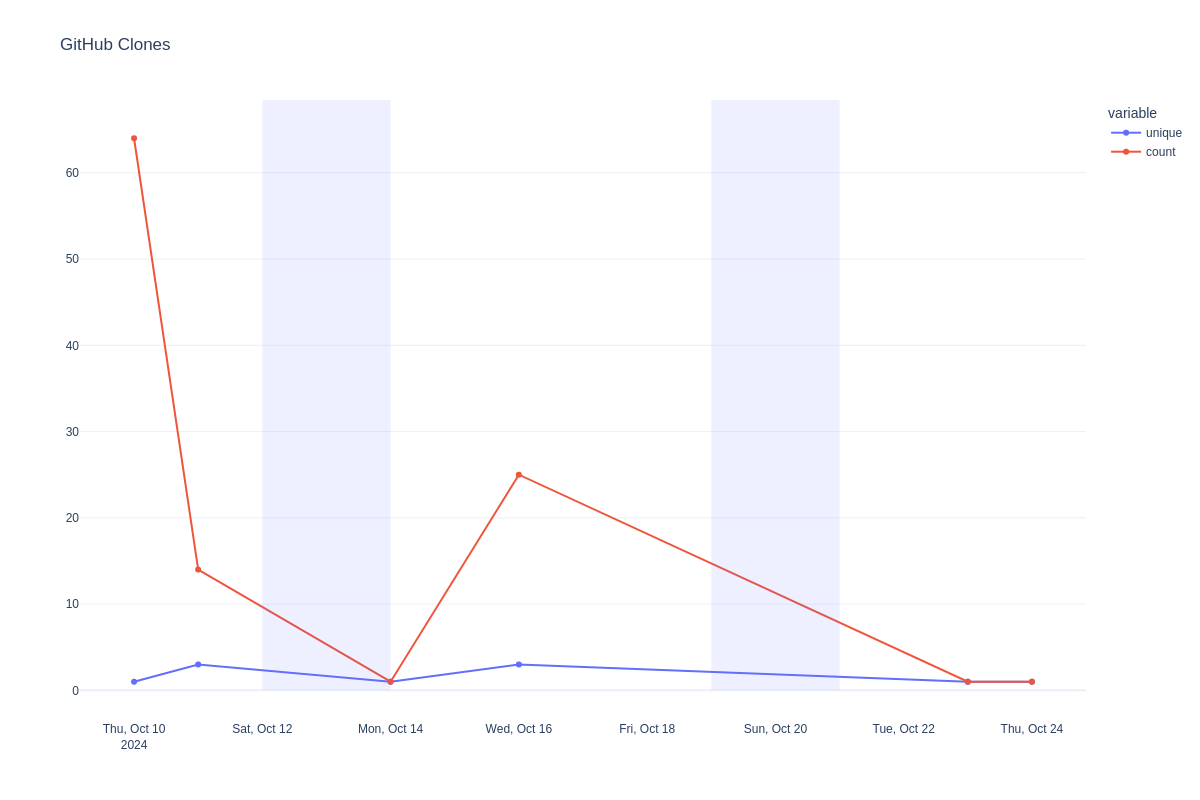 GitHub Clones
variable
unique
count
60
50
40
30
20
10
0
Thu, Oct 10
2024
Sat, Oct 12
Mon, Oct 14
Wed, Oct 16
Fri, Oct 18
Sun, Oct 20
Tue, Oct 22
Thu, Oct 24